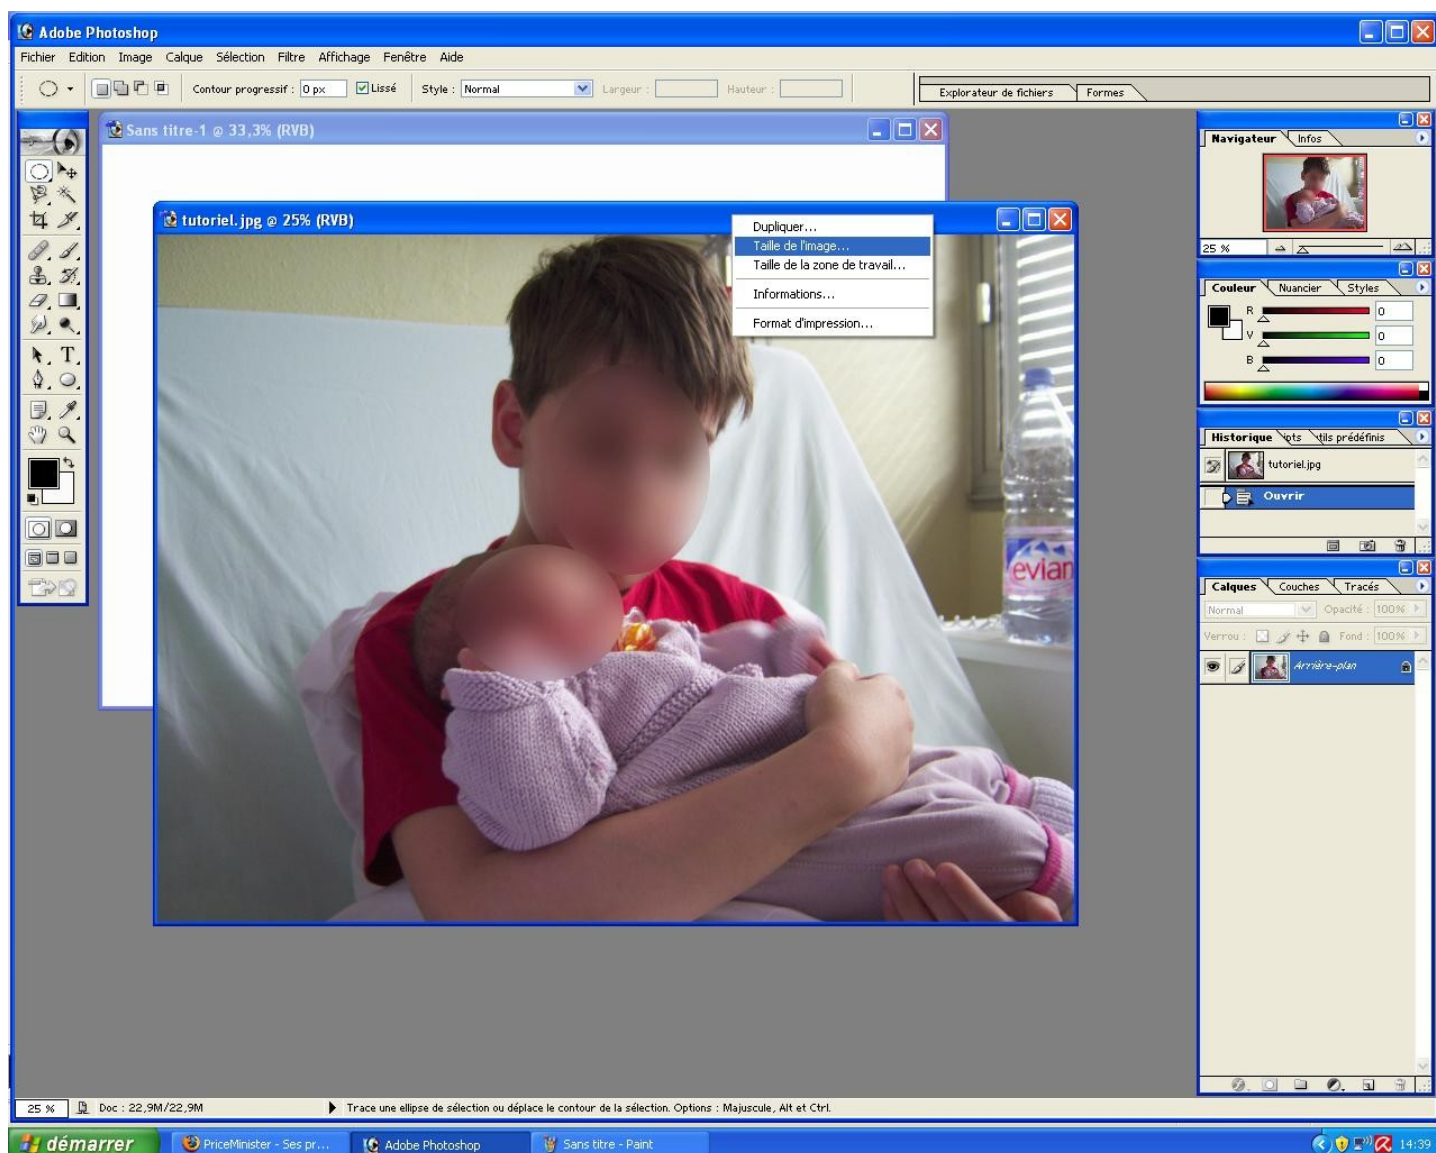 Adobe Photoshop
Fichier Edition Image Calque Sélection Filtre Affichage Fenêtre Aide
Contour progressif : 0 px Lissé Style : Normal Largeur : Hauteur : Explorateur de fichiers Formes
Sans titre-1 @ 33,3% (RVB)
tutoriel.jpg @ 25% (RVB)
Dupliquer...
Taille de l'image...
Taille de la zone de travail...
Informations...
Format d'impression...
evian
Navigateur Infos
25 %
Couleur Nuancier Styles
R 0
V 0
B 0
Historique ipts utils prédéfinis
tutoriel.jpg
Ouvrir
Calques Couches Tracés
Normal Opacité : 100%
Verrou : Fond : 100%
Arrière-plan
T
25 % Doc : 22,9M/22,9M Trace une ellipse de sélection ou déplace le contour de la sélection. Options : Majuscule, Alt et Ctrl.
démarrer PriceMinister - Ses pr... Adobe Photoshop Sans titre - Paint 14:39